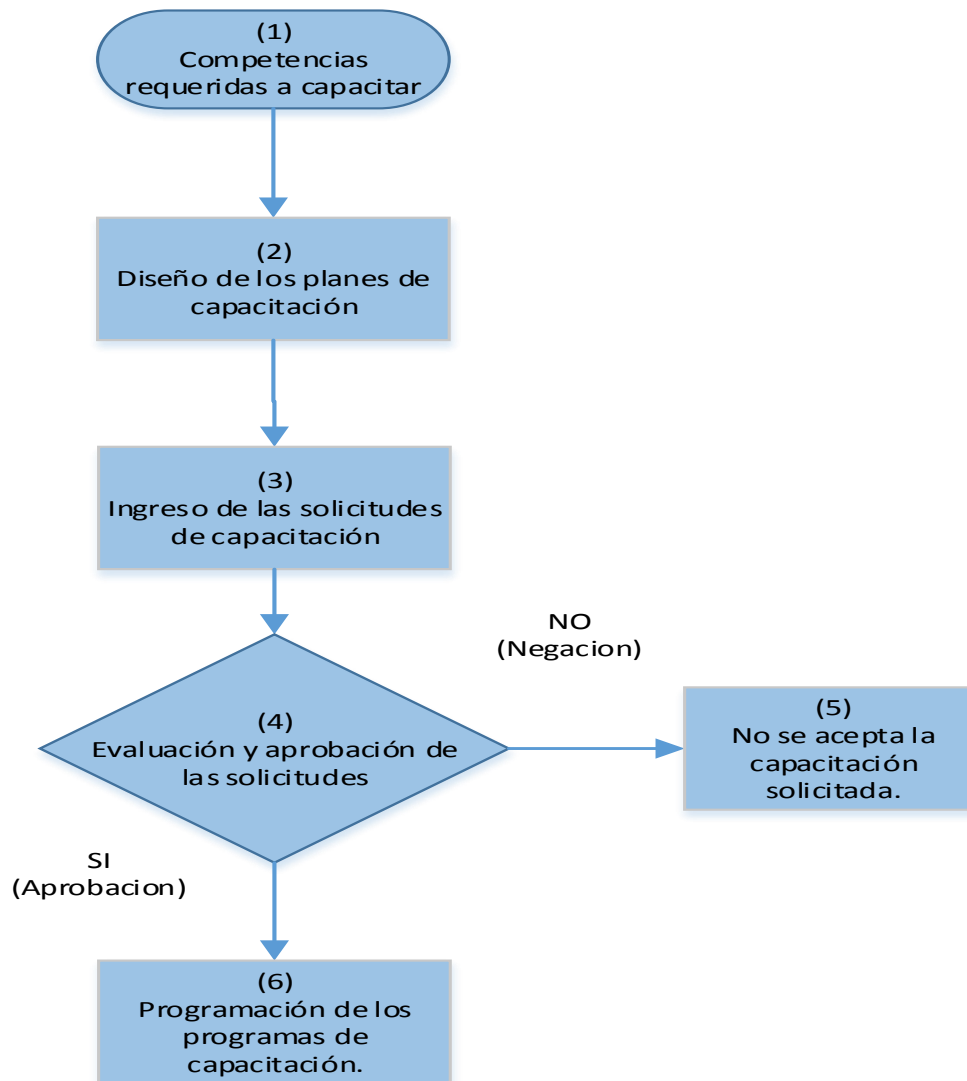 (1)
Competencias
requeridas a capacitar
(2)
Diseño de los planes de
capacitación
(3)
Ingreso de las solicitudes
de capacitación
(4)
Evaluación y aprobación de
las solicitudes
NO
(Negacion)
(5)
No se acepta la
capacitación
solicitada.
SI
(Aprobacion)
(6)
Programación de los
programas de
capacitación.